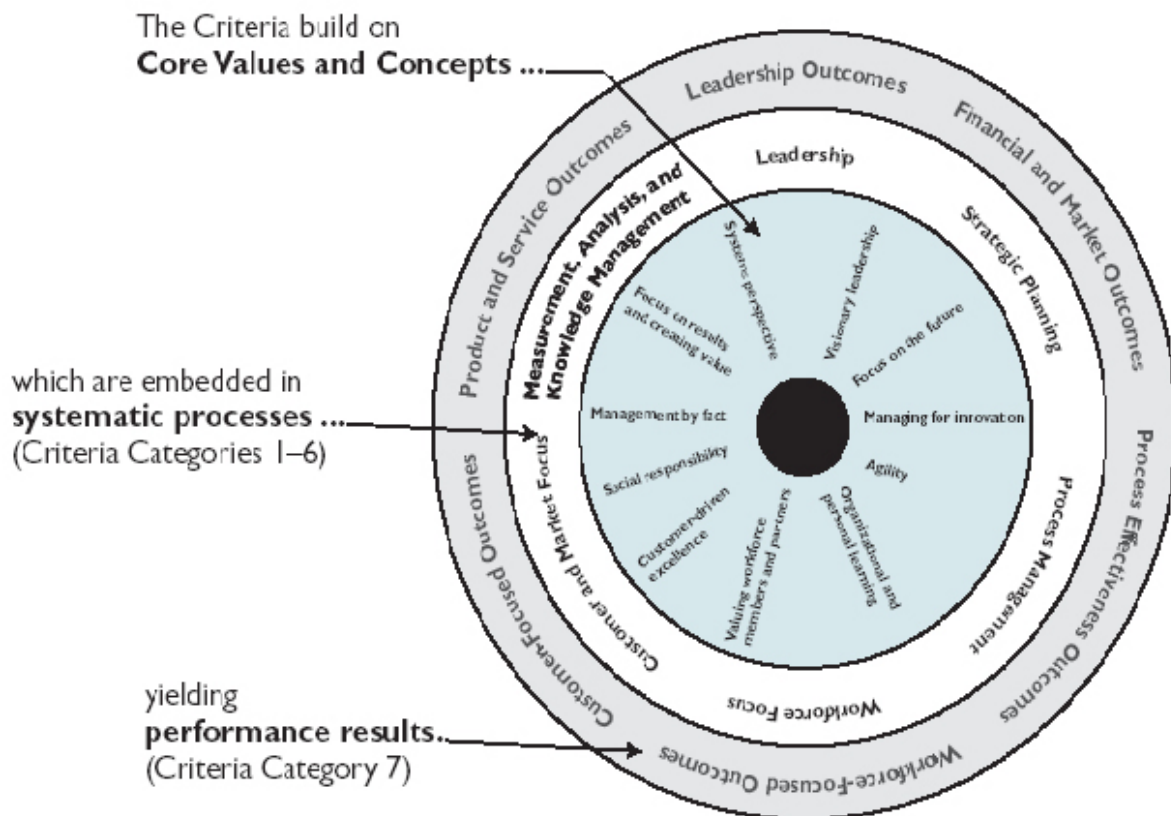 The Criteria build on
Core Values and Concepts ...
which are embedded in
systematic processes ...
(Criteria Categories 1–6)
yielding
performance results...
(Criteria Category 7)
Leadership Outcomes
Financial and Market Outcomes
Process Effectiveness Outcomes
Workforce-Focused Outcomes
Customer-Focused Outcomes
Product and Service Outcomes
Leadership
Strategic Planning
Process Management
Workforce Focus
Customer and Market Focus
Measurement, Analysis, and
Knowledge Management
Systems perspective
Visionary leadership
Focus on the future
Managing for innovation
Agility
Organizational and
personal learning
Valuing workforce
members and partners
Customer-driven
excellence
Social responsibility
Management by fact
Focus on results
and creating value